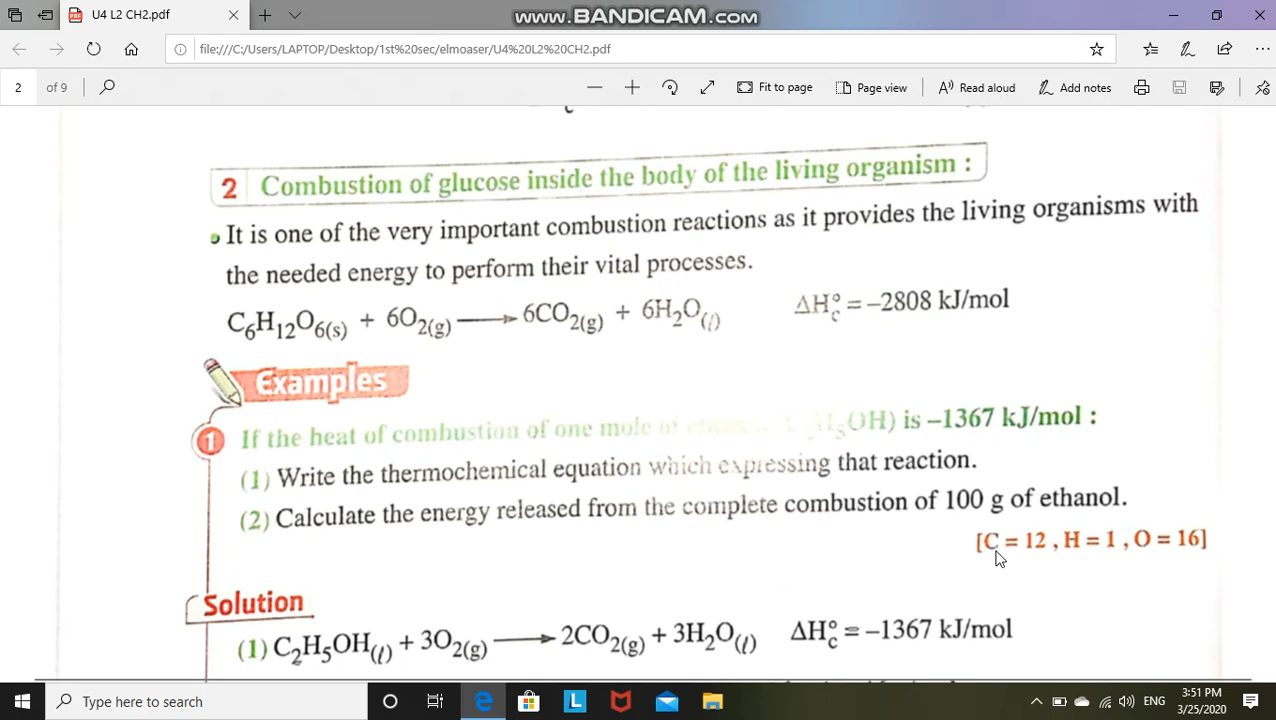 U4 L2 CH2.pdf
www.BANDICAM.com
file:///C:/Users/LAPTOP/Desktop/1st%20sec/elmoaser/U4%20L2%20CH2.pdf
2 of 9
Fit to page
Page view
Read aloud
Add notes
2 Combustion of glucose inside the body of the living organism :
It is one of the very important combustion reactions as it provides the living organisms with
the needed energy to perform their vital processes.
C₆H₁₂O₆(s) + 6O₂(g) ⟶ 6CO₂(g) + 6H₂O(l) ΔH°c = –2808 kJ/mol
Examples
1 If the heat of combustion of one mole of ethanol (C₂H₅OH) is –1367 kJ/mol :
(1) Write the thermochemical equation which expressing that reaction.
(2) Calculate the energy released from the complete combustion of 100 g of ethanol.
[C = 12 , H = 1 , O = 16]
Solution
(1) C₂H₅OH(l) + 3O₂(g) ⟶ 2CO₂(g) + 3H₂O(l) ΔH°c = –1367 kJ/mol
Type here to search
ENG
3:51 PM
3/25/2020